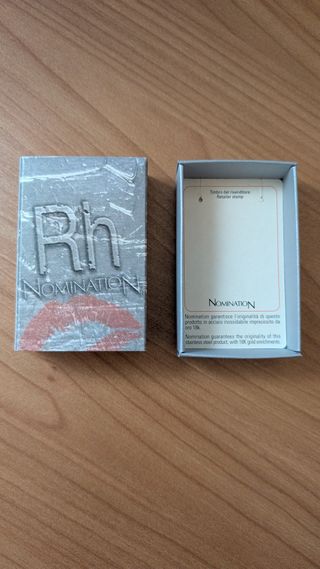 Rh
NOMINATION
Timbro del rivenditore
Retailer stamp
NOMINATION
Nomination garantisce l'originalità di questo
prodotto in acciaio inossidabile impreziosito da
oro 18k.
Nomination guarantees the originality of this
stainless steel product, with 18K gold enrichments.